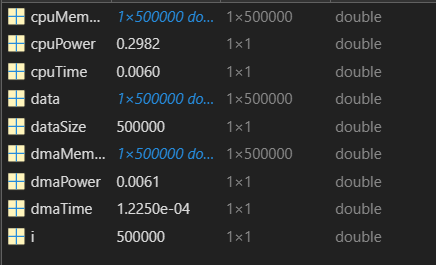 cpuMem... 1×500000 do... 1×500000 double
cpuPower 0.2982 1×1 double
cpuTime 0.0060 1×1 double
data 1×500000 do... 1×500000 double
dataSize 500000 1×1 double
dmaMem... 1×500000 do... 1×500000 double
dmaPower 0.0061 1×1 double
dmaTime 1.2250e-04 1×1 double
i 500000 1×1 double